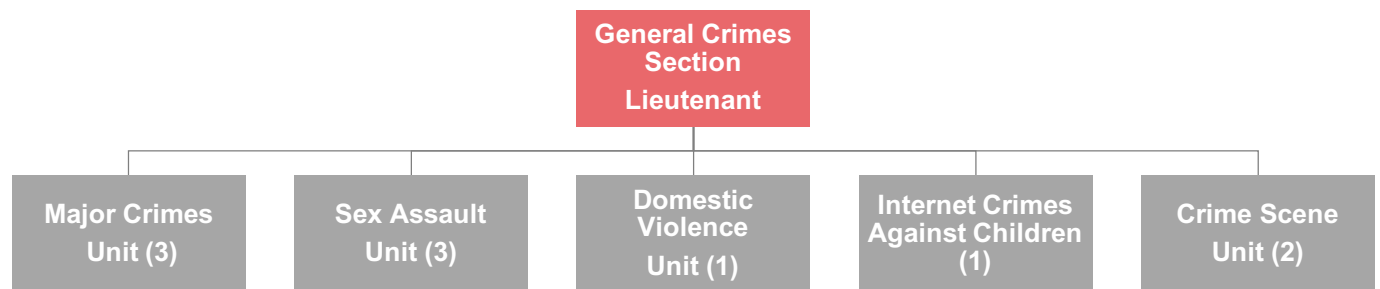 General Crimes
Section
Lieutenant
Major Crimes
Unit (3)
Sex Assault
Unit (3)
Domestic
Violence
Unit (1)
Internet Crimes
Against Children
(1)
Crime Scene
Unit (2)